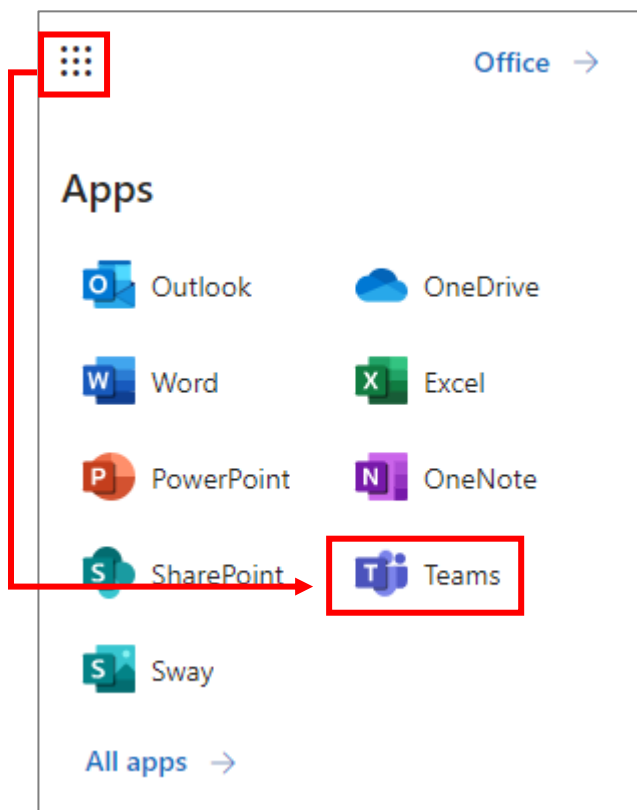 Office
Apps
Outlook OneDrive
Word Excel
PowerPoint OneNote
SharePoint Teams
Sway
All apps